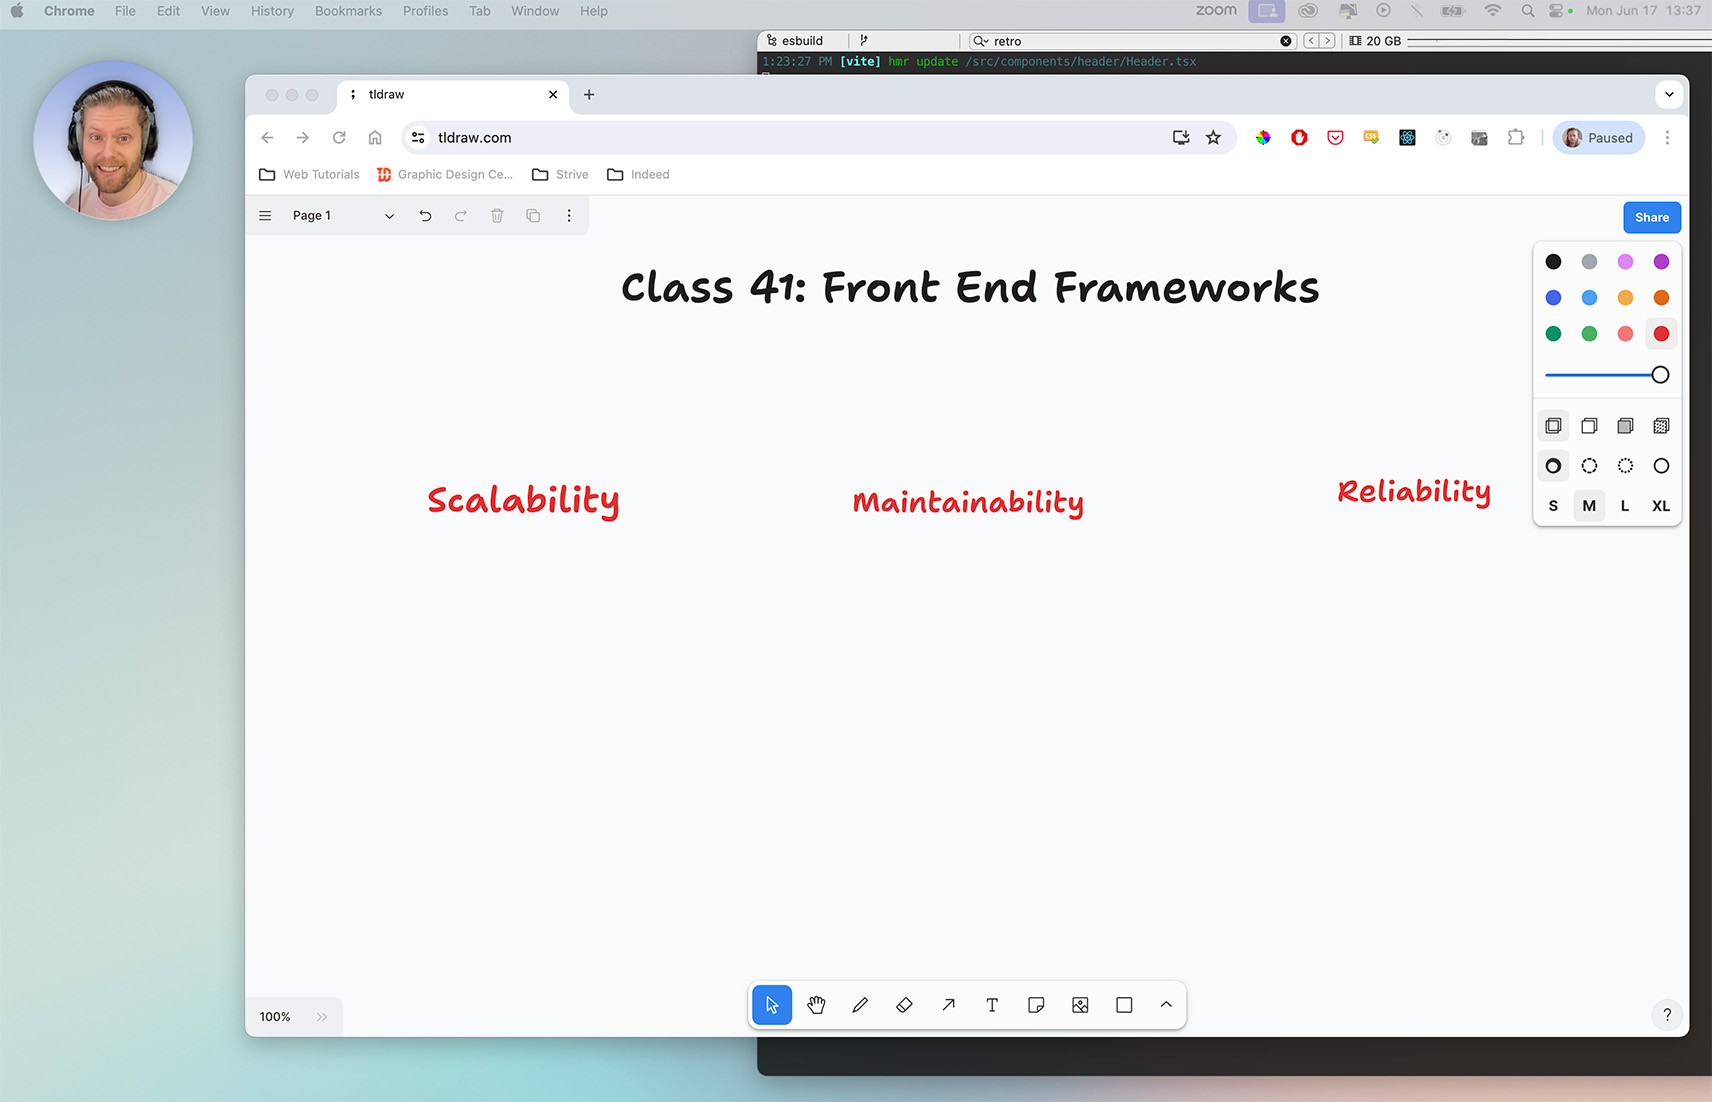 Chrome File Edit View History Bookmarks Profiles Tab Window Help zoom Mon Jun 17 13:37
esbuild retro 20 GB
1:23:27 PM [vite] hmr update /src/components/header/Header.tsx
tldraw
tldraw.com CSS Paused
Web Tutorials Graphic Design Ce... Strive Indeed
Page 1 Share
Class 41: Front End Frameworks
Scalability Maintainability Reliability
S M L XL
T
100% ?